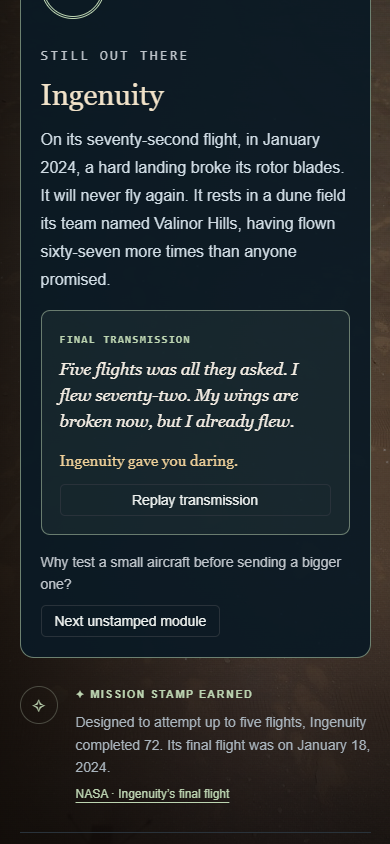 STILL OUT THERE
Ingenuity
On its seventy-second flight, in January
2024, a hard landing broke its rotor blades.
It will never fly again. It rests in a dune field
its team named Valinor Hills, having flown
sixty-seven more times than anyone
promised.
FINAL TRANSMISSION
Five flights was all they asked. I
flew seventy-two. My wings are
broken now, but I already flew.
Ingenuity gave you daring.
Replay transmission
Why test a small aircraft before sending a bigger
one?
Next unstamped module
✦ MISSION STAMP EARNED
Designed to attempt up to five flights, Ingenuity
completed 72. Its final flight was on January 18,
2024.
NASA · Ingenuity's final flight